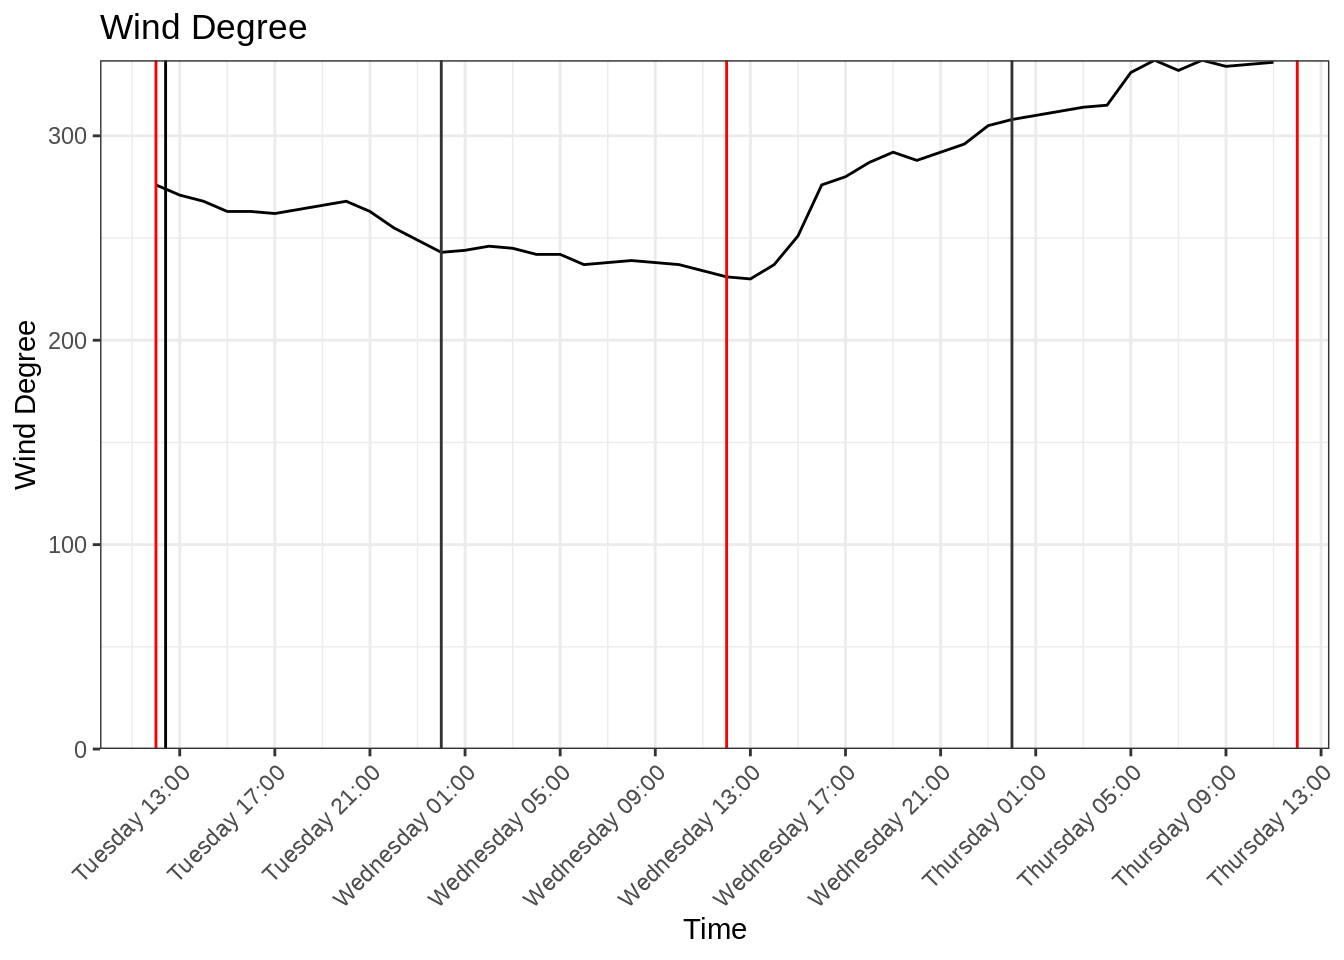 Wind Degree
Wind Degree
300
200
100
0
Tuesday 13:00
Tuesday 17:00
Tuesday 21:00
Wednesday 01:00
Wednesday 05:00
Wednesday 09:00
Wednesday 13:00
Wednesday 17:00
Wednesday 21:00
Thursday 01:00
Thursday 05:00
Thursday 09:00
Thursday 13:00
Time